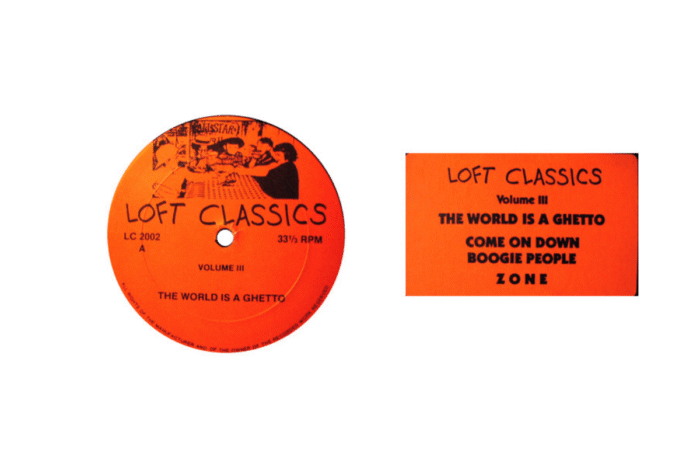 LOFT CLASSICS
LC 2002
A
33⅓ RPM
VOLUME III
THE WORLD IS A GHETTO
LOFT CLASSICS
Volume III
THE WORLD IS A GHETTO
COME ON DOWN
BOOGIE PEOPLE
ZONE